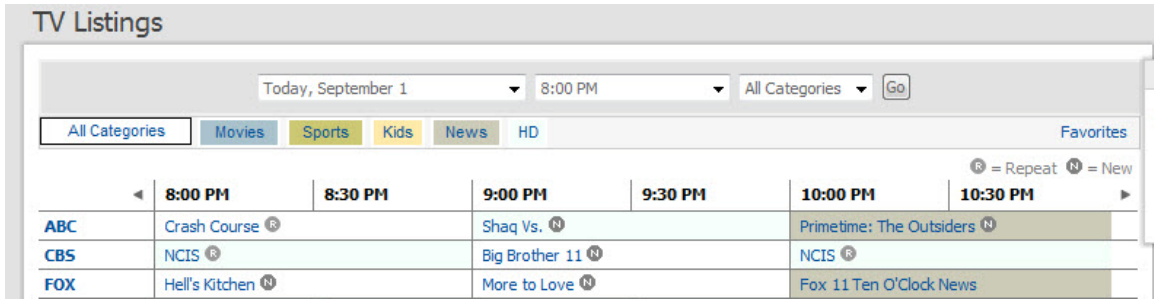 TV Listings
Today, September 1 8:00 PM All Categories Go
All Categories Movies Sports Kids News HD Favorites
R = Repeat N = New
8:00 PM 8:30 PM 9:00 PM 9:30 PM 10:00 PM 10:30 PM
ABC Crash Course R Shaq Vs. N Primetime: The Outsiders N
CBS NCIS R Big Brother 11 N NCIS R
FOX Hell's Kitchen N More to Love N Fox 11 Ten O'Clock News